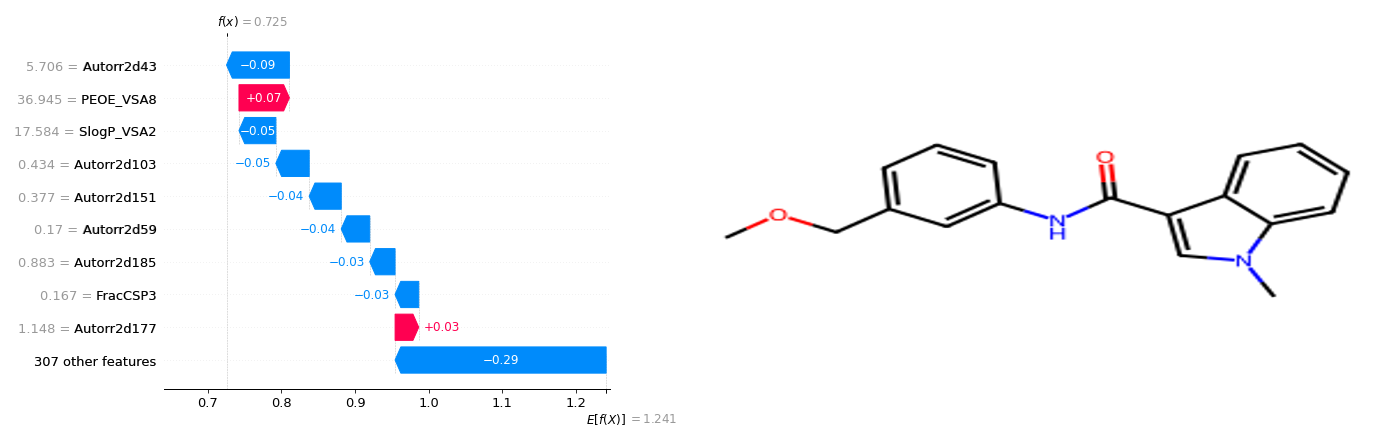 f(x) = 0.725
5.706 = Autorr2d43
−0.09
36.945 = PEOE_VSA8
+0.07
17.584 = SlogP_VSA2
−0.05
0.434 = Autorr2d103
−0.05
0.377 = Autorr2d151
−0.04
0.17 = Autorr2d59
−0.04
0.883 = Autorr2d185
−0.03
0.167 = FracCSP3
−0.03
1.148 = Autorr2d177
+0.03
307 other features
−0.29
0.7 0.8 0.9 1.0 1.1 1.2
E[f(X)] = 1.241
O
O
N
H
N